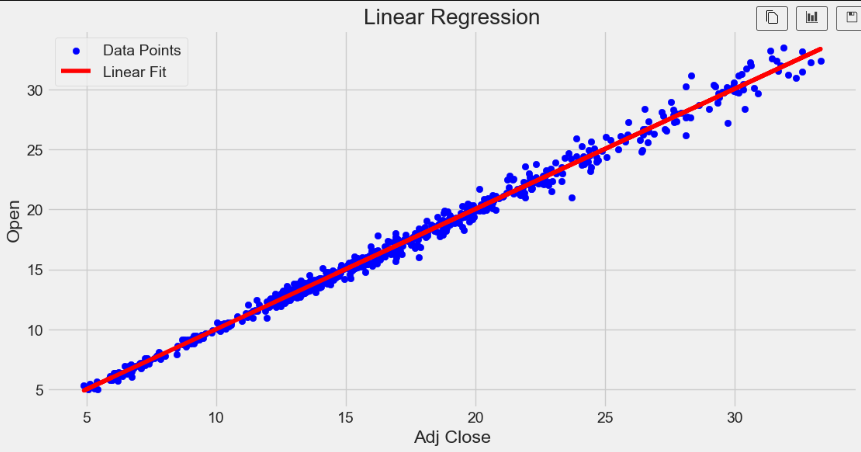 Linear Regression
Data Points
Linear Fit
30
25
20
15
10
5
Open
5 10 15 20 25 30
Adj Close